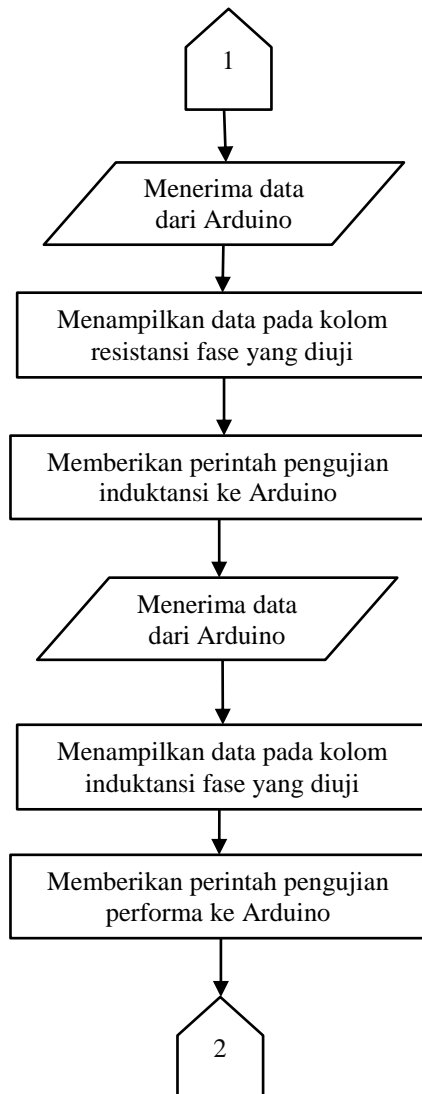 1
Menerima data
dari Arduino
Menampilkan data pada kolom
resistansi fase yang diuji
Memberikan perintah pengujian
induktansi ke Arduino
Menerima data
dari Arduino
Menampilkan data pada kolom
induktansi fase yang diuji
Memberikan perintah pengujian
performa ke Arduino
2